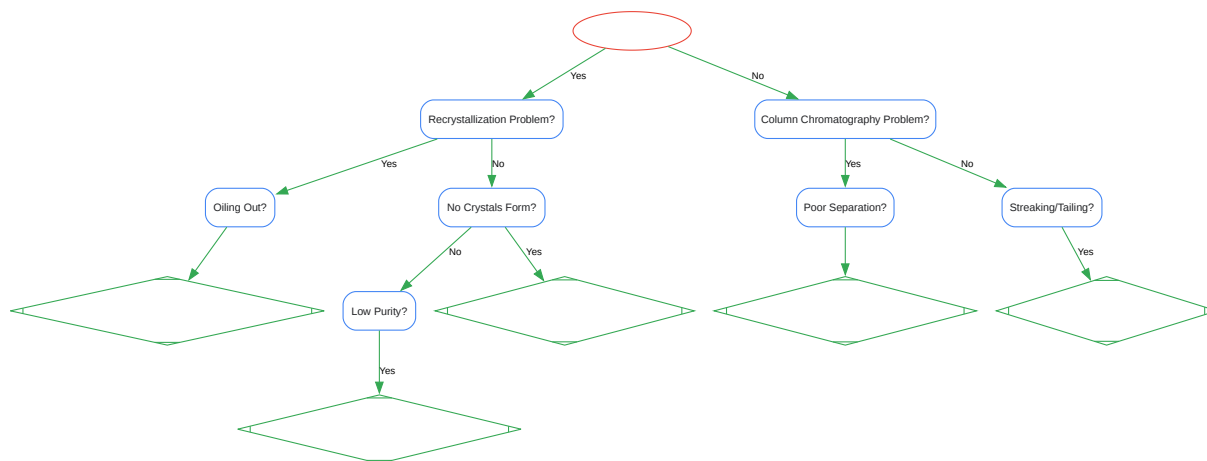 Yes
No
Recrystallization Problem?
Column Chromatography Problem?
Yes
No
Yes
No
Oiling Out?
No Crystals Form?
Poor Separation?
Streaking/Tailing?
No
Yes
Yes
Low Purity?
Yes